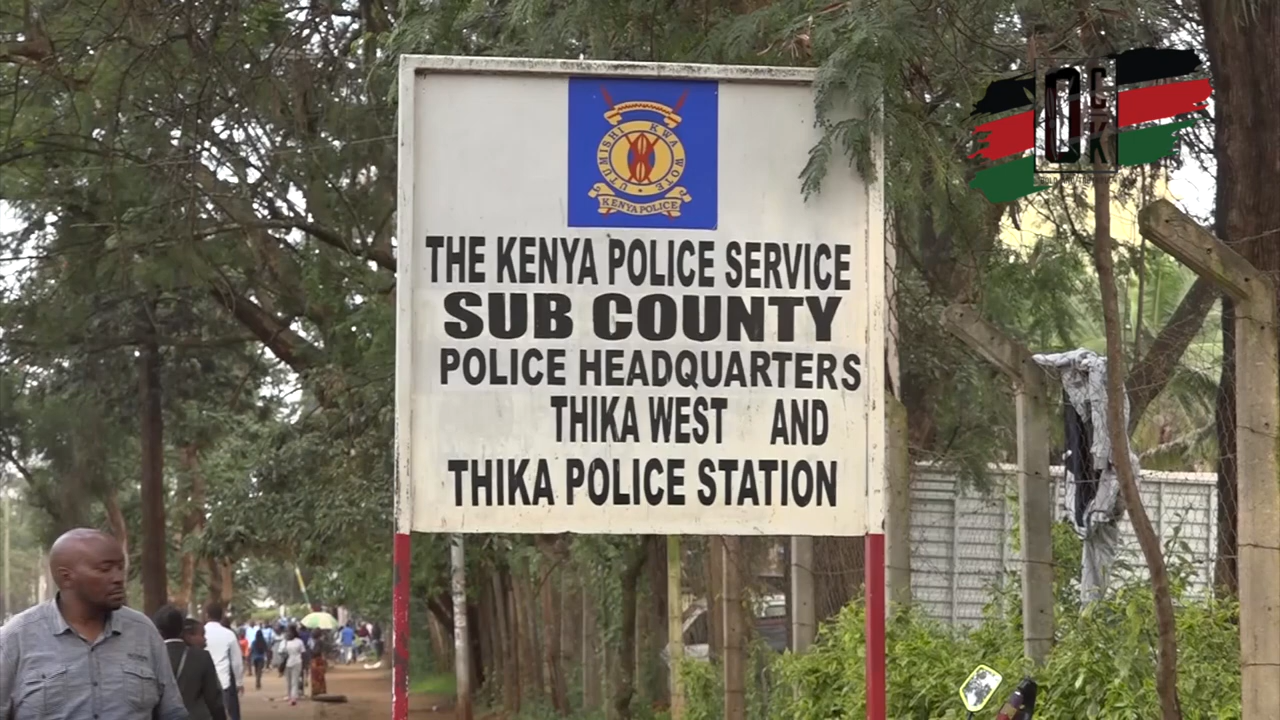 UTUMISHI KWA WOTE
KENYA POLICE
THE KENYA POLICE SERVICE
SUB COUNTY
POLICE HEADQUARTERS
THIKA WEST AND
THIKA POLICE STATION
OCK